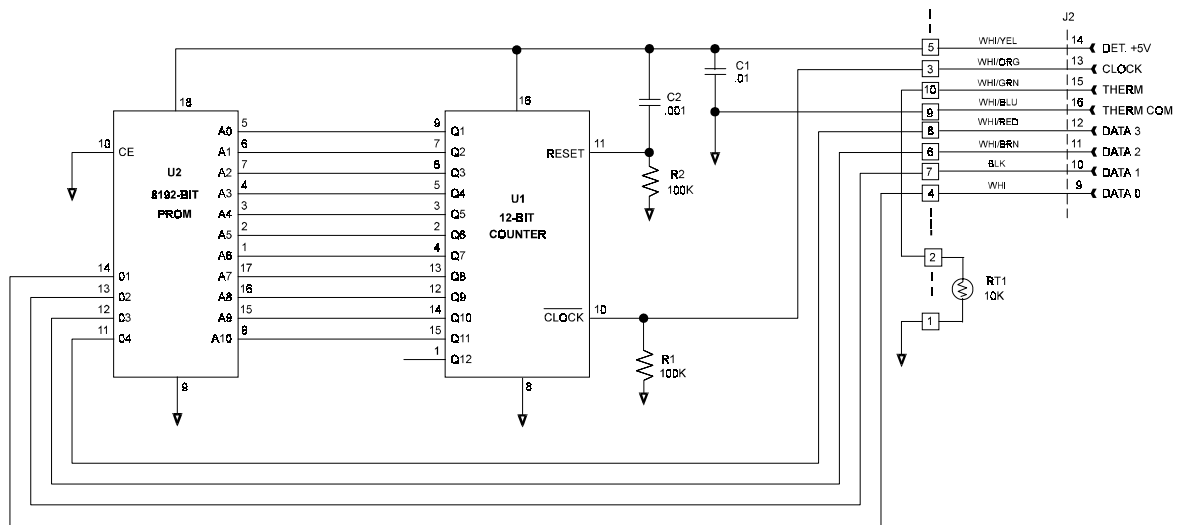 J2
5 WHI/YEL 14 DET. +5V
3 WHI/ORG 13 CLOCK
10 WHI/GRN 15 THERM
9 WHI/BLU 16 THERM COM
8 WHI/RED 12 DATA 3
6 WHI/BRN 11 DATA 2
7 BLK 10 DATA 1
4 WHI 9 DATA 0
C1
.01
C2
.001
18
16
10 CE
U2
8192-BIT
PROM
A0 5
A1 6
A2 7
A3 4
A4 3
A5 2
A6 1
A7 17
A8 16
A9 15
A10 8
14 01
13 02
12 03
11 04
9
9 Q1
7 Q2
6 Q3
5 Q4
3 Q5
2 Q6
4 Q7
13 Q8
12 Q9
14 Q10
15 Q11
1 Q12
U1
12-BIT
COUNTER
RESET 11
CLOCK 10
8
R2
100K
R1
100K
2
RT1
10K
1